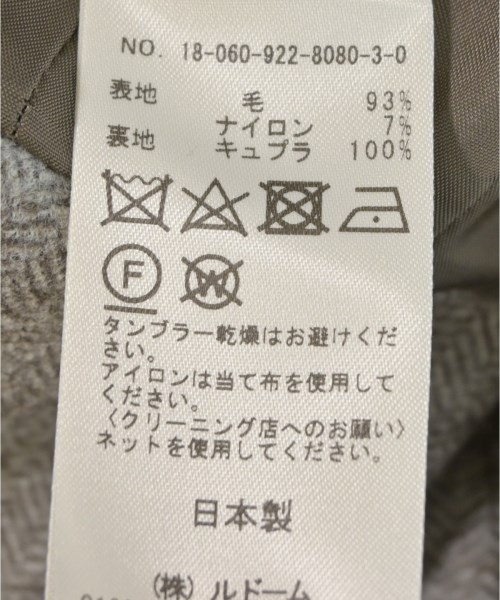 NO. 18-060-922-8080-3-0
表地 毛 93%
ナイロン 7%
裏地 キュプラ 100%
F W
タンブラー乾燥はお避けくだ
さい。
アイロンは当て布を使用して
ください。
〈クリーニング店へのお願い〉
ネットを使用してください。
日本製
(株)ルドーム